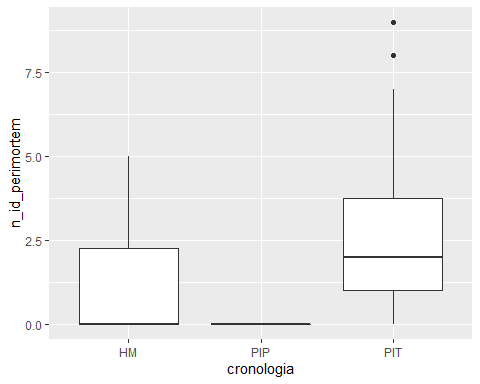 n_id_perimortem
7.5
5.0
2.5
0.0
HM PIP PIT
cronologia